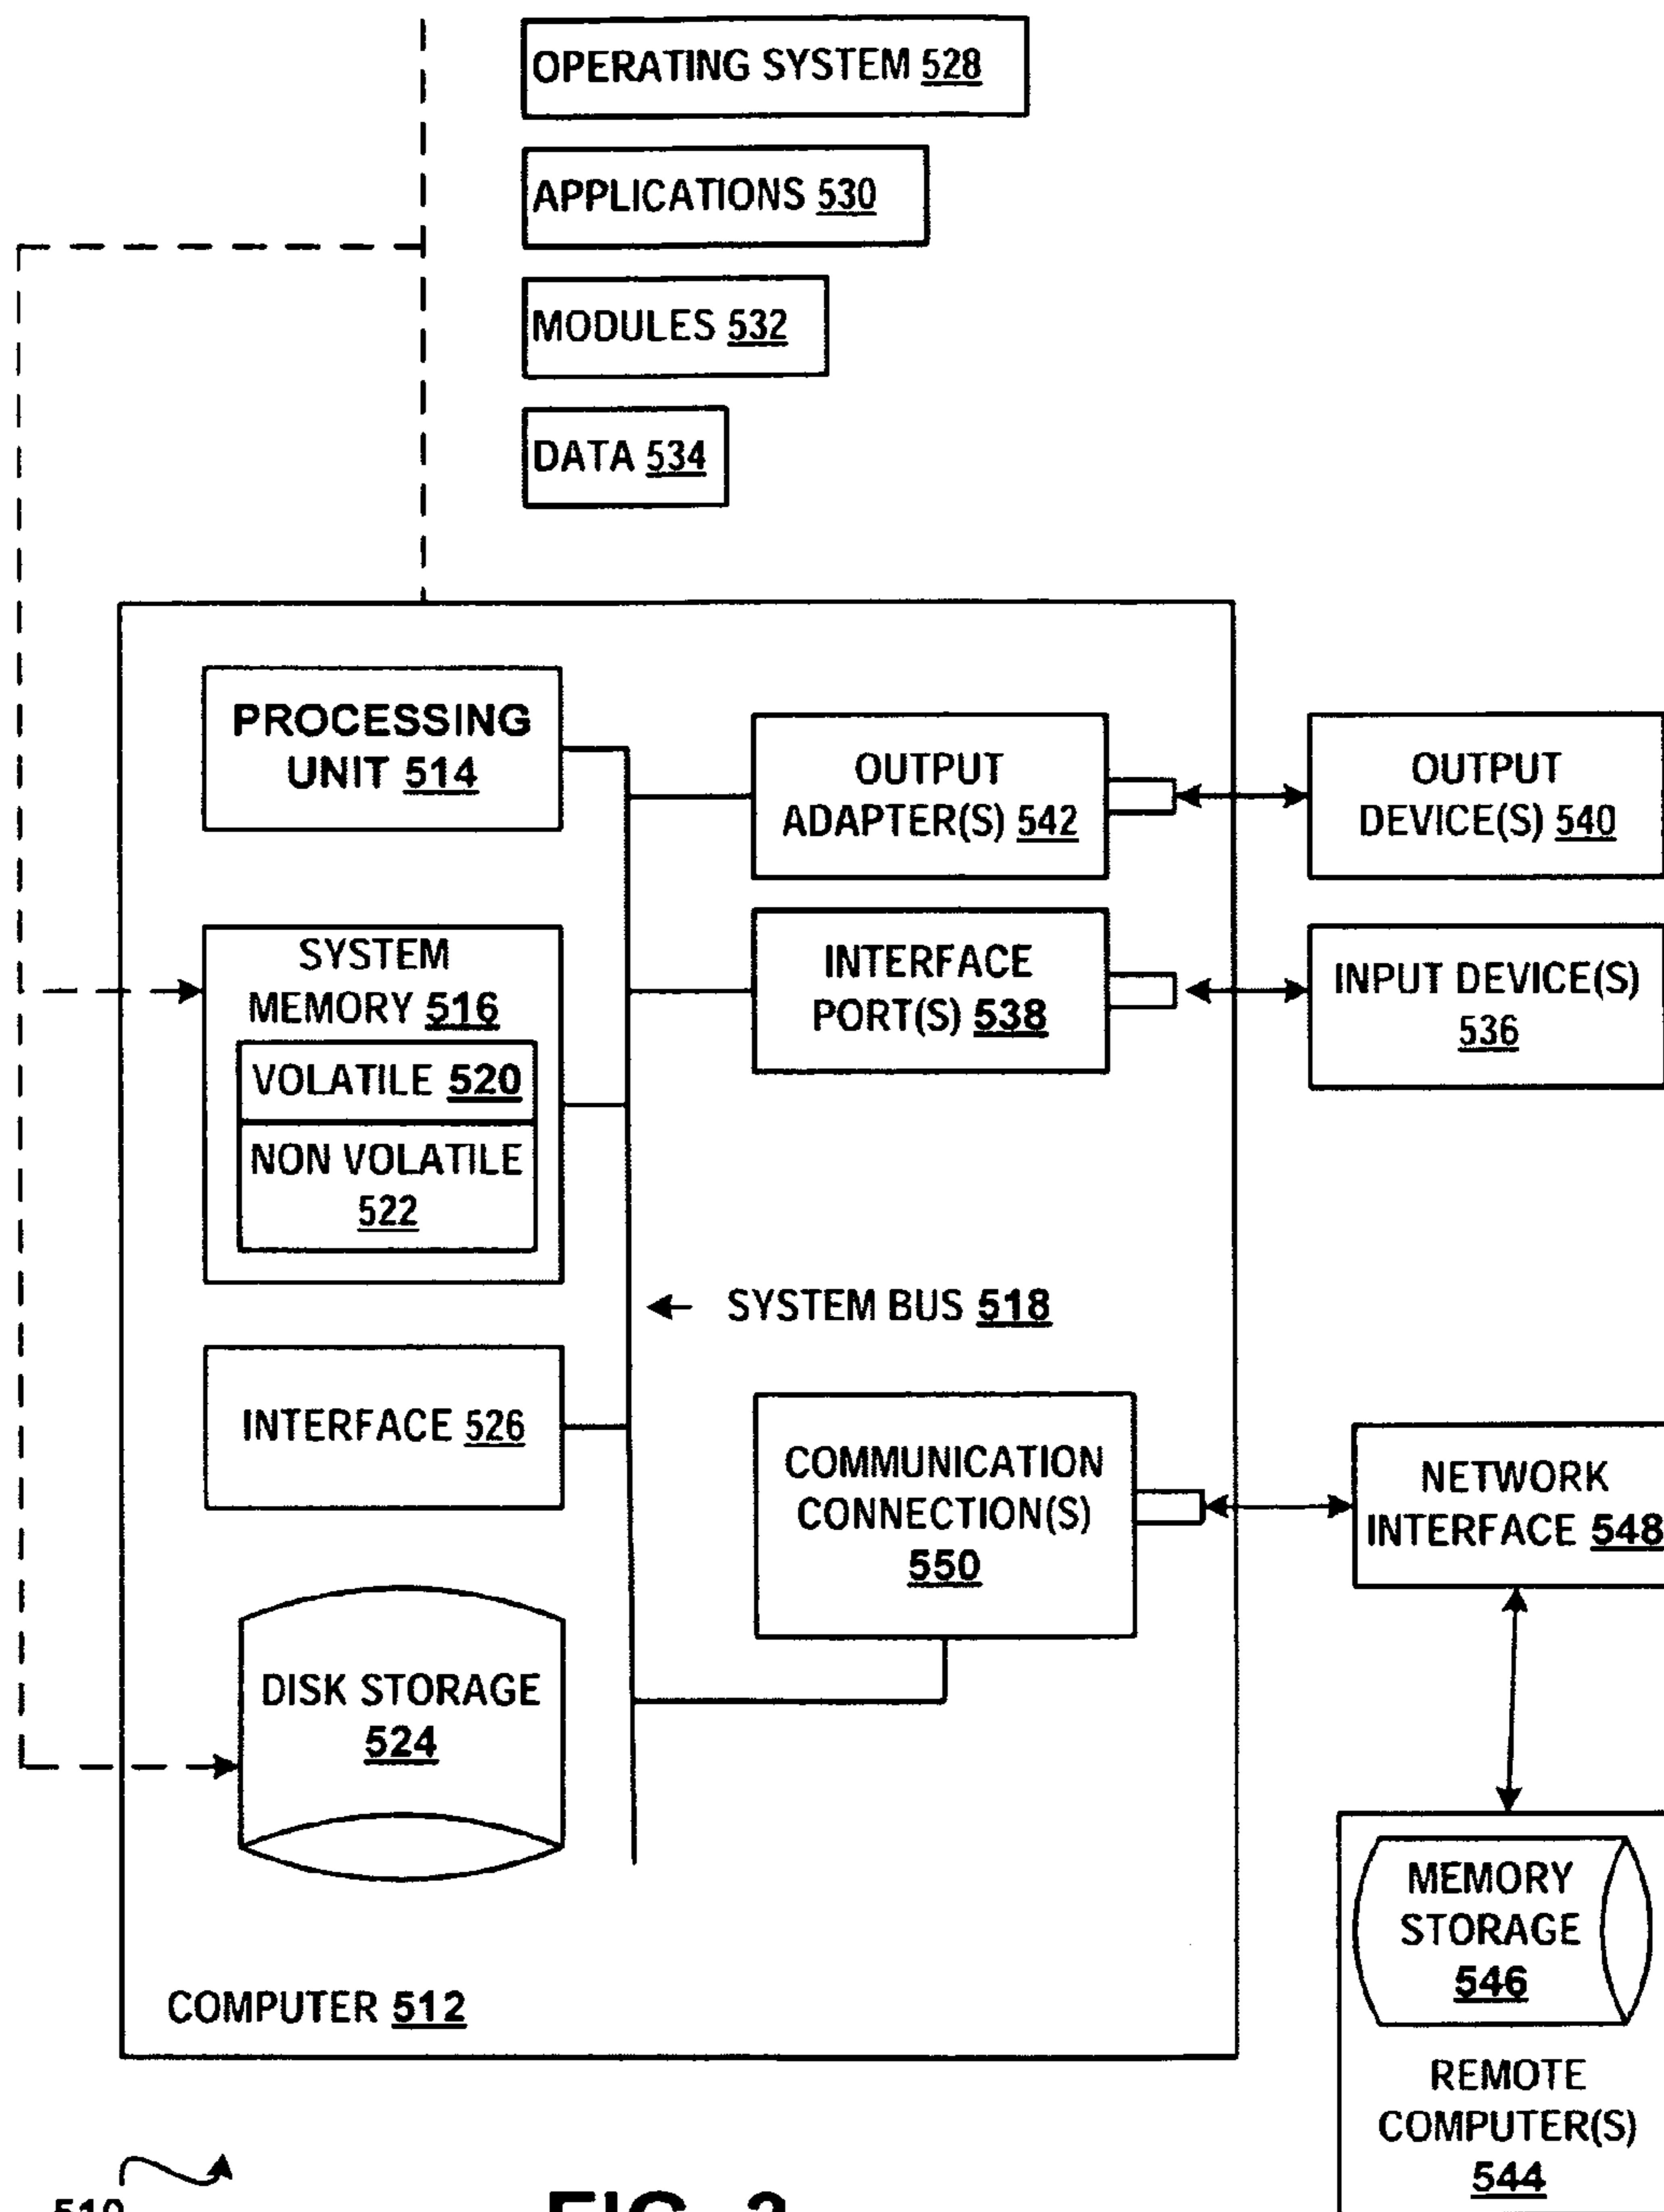 OPERATING SYSTEM 528
APPLICATIONS 530
MODULES 532
DATA 534
PROCESSING
UNIT 514
OUTPUT
ADAPTER(S) 542
OUTPUT
DEVICE(S) 540
SYSTEM
MEMORY 516
VOLATILE 520
NON VOLATILE
522
INTERFACE
PORT(S) 538
INPUT DEVICE(S)
536
SYSTEM BUS 518
INTERFACE 526
COMMUNICATION
CONNECTION(S)
550
NETWORK
INTERFACE 548
DISK STORAGE
524
MEMORY
STORAGE
546
COMPUTER 512
REMOTE
COMPUTER(S)
544